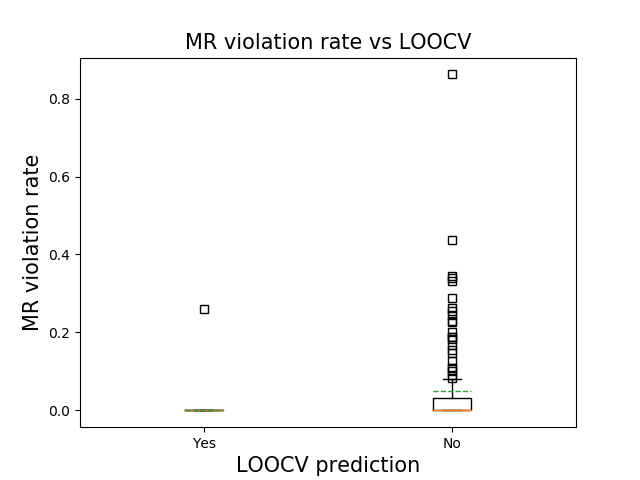 MR violation rate vs LOOCV
MR violation rate
0.8
0.6
0.4
0.2
0.0
Yes
No
LOOCV prediction